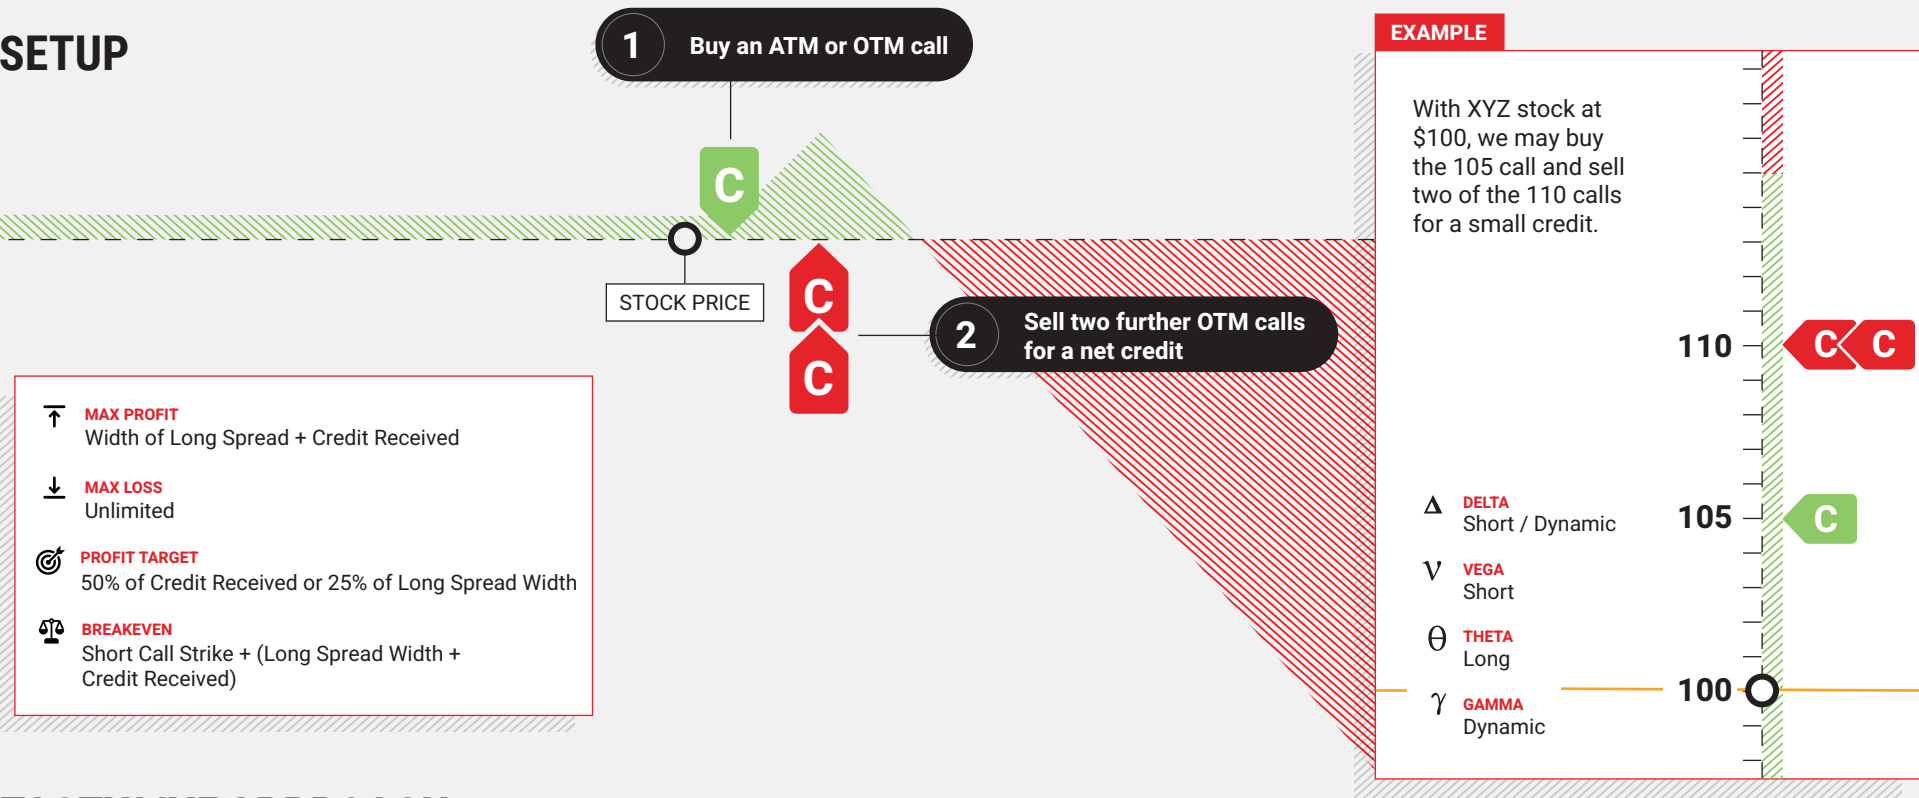 SETUP
1
Buy an ATM or OTM call
C
STOCK PRICE
C
C
2
Sell two further OTM calls
for a net credit
MAX PROFIT
Width of Long Spread + Credit Received
MAX LOSS
Unlimited
PROFIT TARGET
50% of Credit Received or 25% of Long Spread Width
BREAKEVEN
Short Call Strike + (Long Spread Width +
Credit Received)
EXAMPLE
With XYZ stock at
$100, we may buy
the 105 call and sell
two of the 110 calls
for a small credit.
110
C C
105
C
100
Δ DELTA
Short / Dynamic
ν VEGA
Short
θ THETA
Long
γ GAMMA
Dynamic